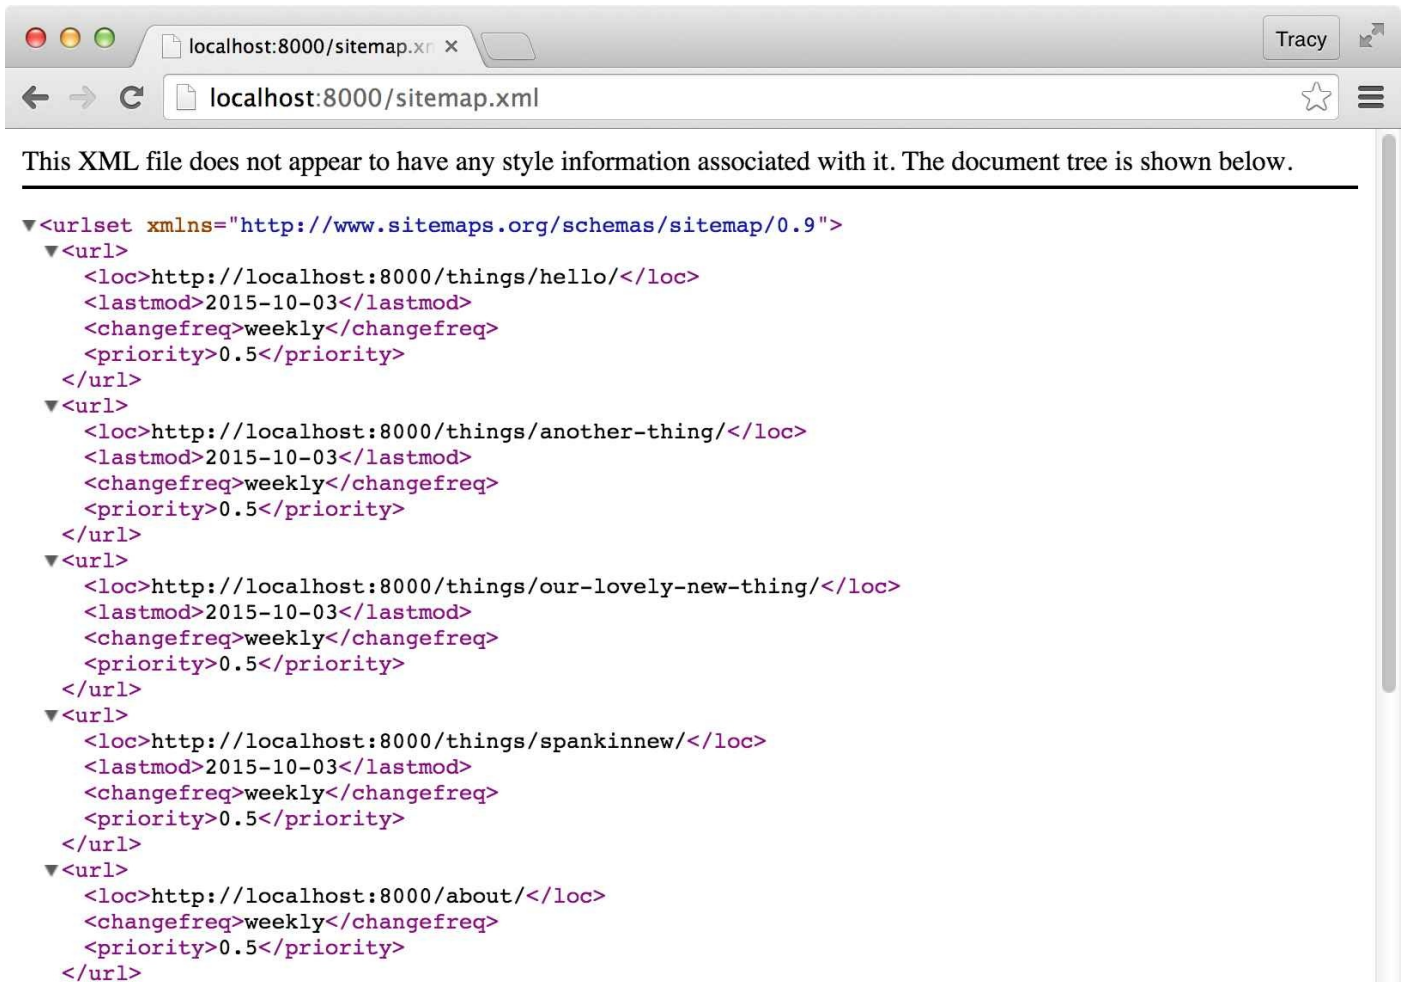 localhost:8000/sitemap.xm
Tracy
localhost:8000/sitemap.xml
This XML file does not appear to have any style information associated with it. The document tree is shown below.
▼<urlset xmlns="http://www.sitemaps.org/schemas/sitemap/0.9">
▼<url>
<loc>http://localhost:8000/things/hello/</loc>
<lastmod>2015-10-03</lastmod>
<changefreq>weekly</changefreq>
<priority>0.5</priority>
</url>
▼<url>
<loc>http://localhost:8000/things/another-thing/</loc>
<lastmod>2015-10-03</lastmod>
<changefreq>weekly</changefreq>
<priority>0.5</priority>
</url>
▼<url>
<loc>http://localhost:8000/things/our-lovely-new-thing/</loc>
<lastmod>2015-10-03</lastmod>
<changefreq>weekly</changefreq>
<priority>0.5</priority>
</url>
▼<url>
<loc>http://localhost:8000/things/spankinnew/</loc>
<lastmod>2015-10-03</lastmod>
<changefreq>weekly</changefreq>
<priority>0.5</priority>
</url>
▼<url>
<loc>http://localhost:8000/about/</loc>
<changefreq>weekly</changefreq>
<priority>0.5</priority>
</url>